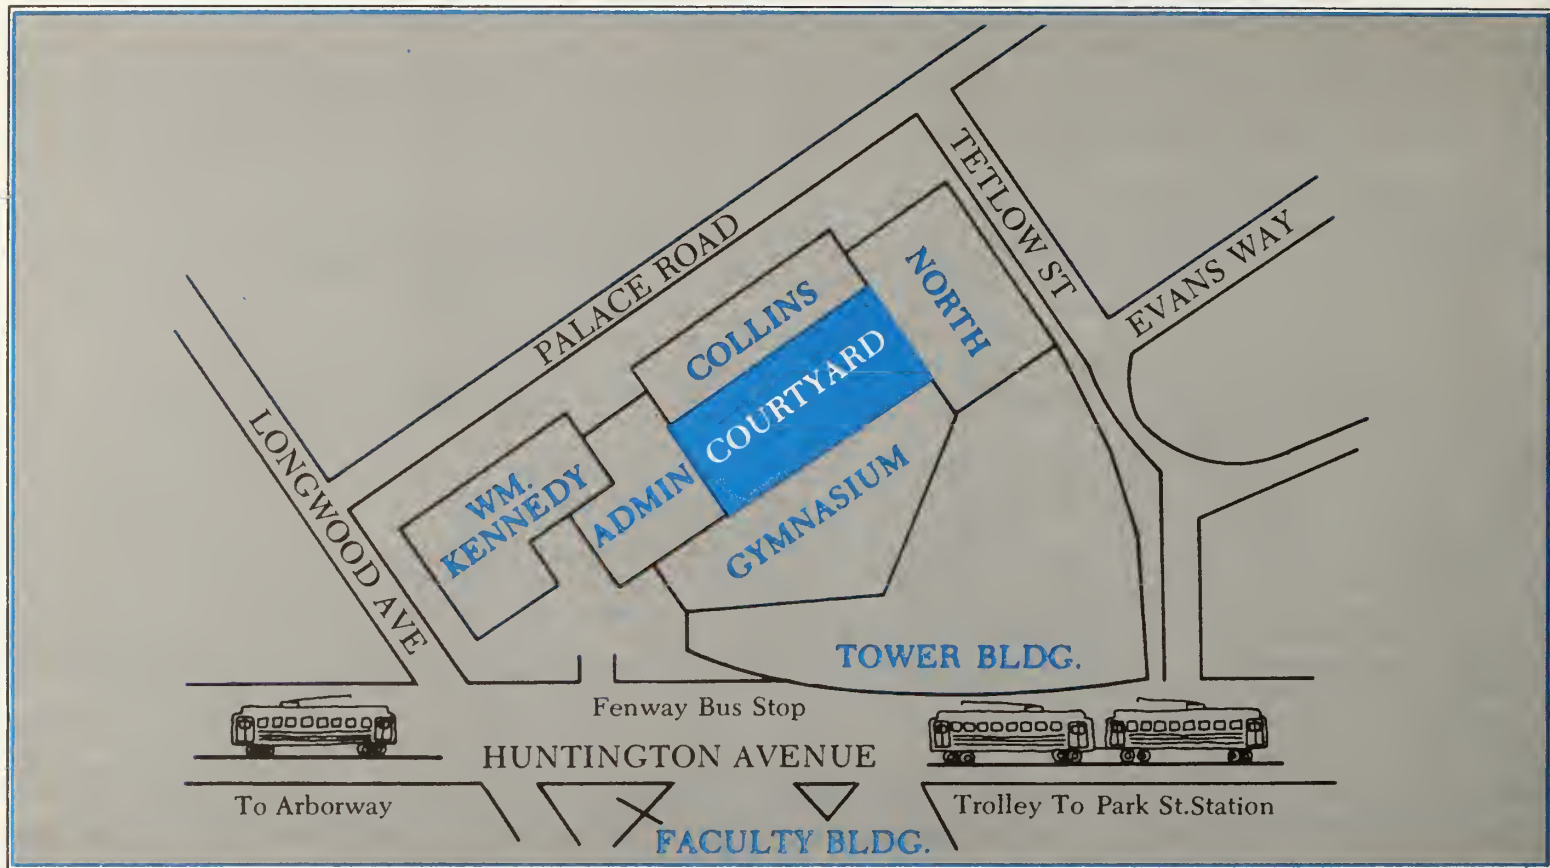 TETLOW ST
EVANS WAY
PALACE ROAD
NORTH
COLLINS
COURTYARD
LONGWOOD AVE
WM.
KENNEDY
ADMIN
GYMNASIUM
TOWER BLDG.
Fenway Bus Stop
HUNTINGTON AVENUE
To Arborway
Trolley To Park St.Station
FACULTY BLDG.